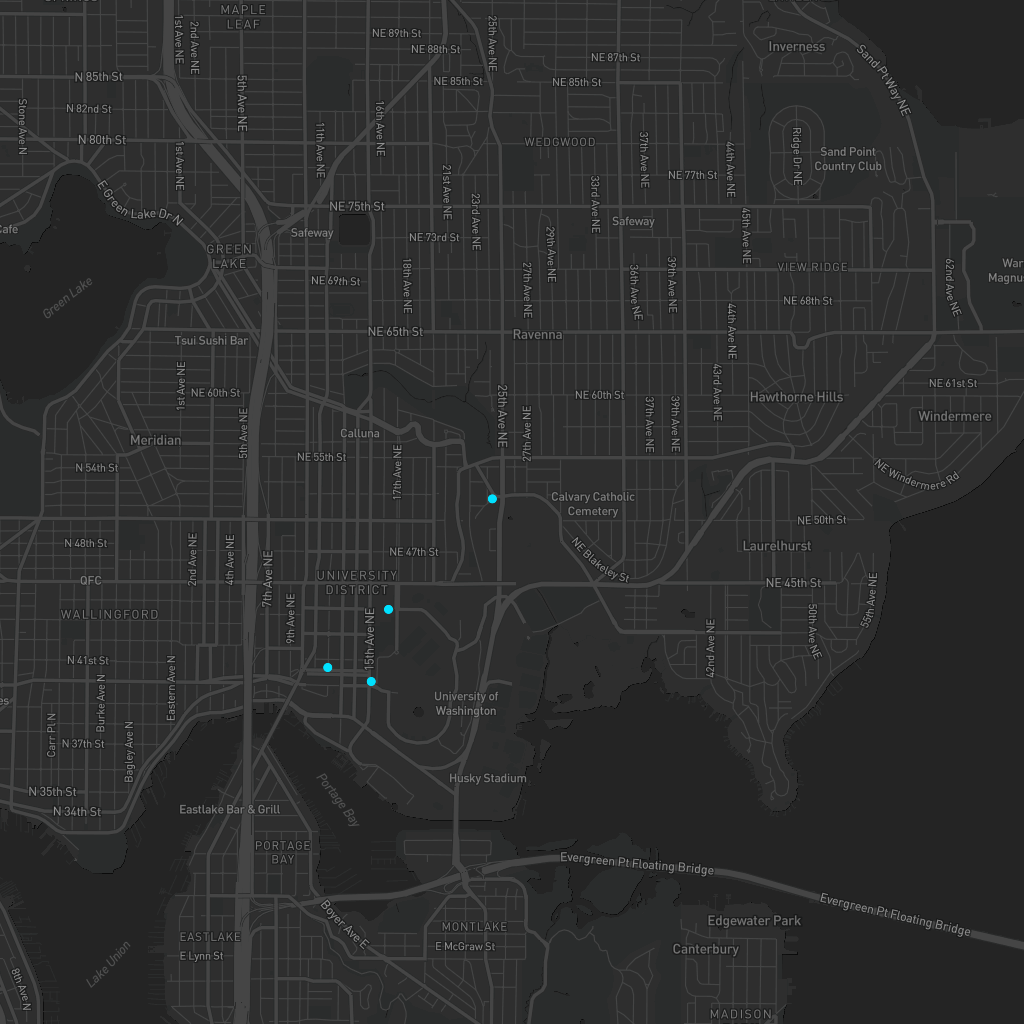 MAPLE
LEAF
1st Ave NE
2nd Ave NE
NE 89th St
NE 88th St
25th Ave NE
NE 87th St
Inverness
Sand Pt Way NE
N 85th St
5th Ave NE
NE 85th St
NE 85th St
Stone Ave N
N 82nd St
16th Ave NE
11th Ave NE
N 80th St
1st Ave NE
WEDGWOOD
37th Ave NE
44th Ave NE
Ridge Dr NE
Sand Point
Country Club
21st Ave NE
NE 77th St
E Green Lake Dr N
23rd Ave NE
33rd Ave NE
NE 75th St
45th Ave NE
Cafe
Safeway
NE 73rd St
29th Ave NE
Safeway
GREEN
LAKE
Green Lake
18th Ave NE
27th Ave NE
36th Ave NE
39th Ave NE
VIEW RIDGE
62nd Ave NE
War
Magnus
NE 69th St
NE 68th St
44th Ave NE
Tsui Sushi Bar
NE 65th St
Ravenna
1st Ave NE
N 60th St
25th Ave NE
NE 60th St
43rd Ave NE
Hawthorne Hills
NE 61st St
Windermere
5th Ave NE
27th Ave NE
37th Ave NE
39th Ave NE
Meridian
Calluna
N 54th St
NE 55th St
17th Ave NE
NE Windermere Rd
Calvary Catholic
Cemetery
NE 50th St
N 48th St
2nd Ave NE
4th Ave NE
7th Ave NE
NE 47th St
NE Blakeley St
Laurelhurst
QFC
UNIVERSITY
DISTRICT
NE 45th St
55th Ave NE
WALLINGFORD
9th Ave NE
15th Ave NE
50th Ave NE
42nd Ave NE
N 41st St
Eastern Ave N
Burke Ave N
es
University of
Washington
Carr Pl N
N 37th St
Bagley Ave N
N 35th St
N 34th St
Husky Stadium
Portage Bay
Eastlake Bar & Grill
PORTAGE
BAY
Evergreen Pt Floating Bridge
Evergreen Pt Floating Bridge
Boyer Ave E
EASTLAKE
MONTLAKE
Edgewater Park
E Lynn St
E McGraw St
Canterbury
Lake Union
8th Ave N
MADISON